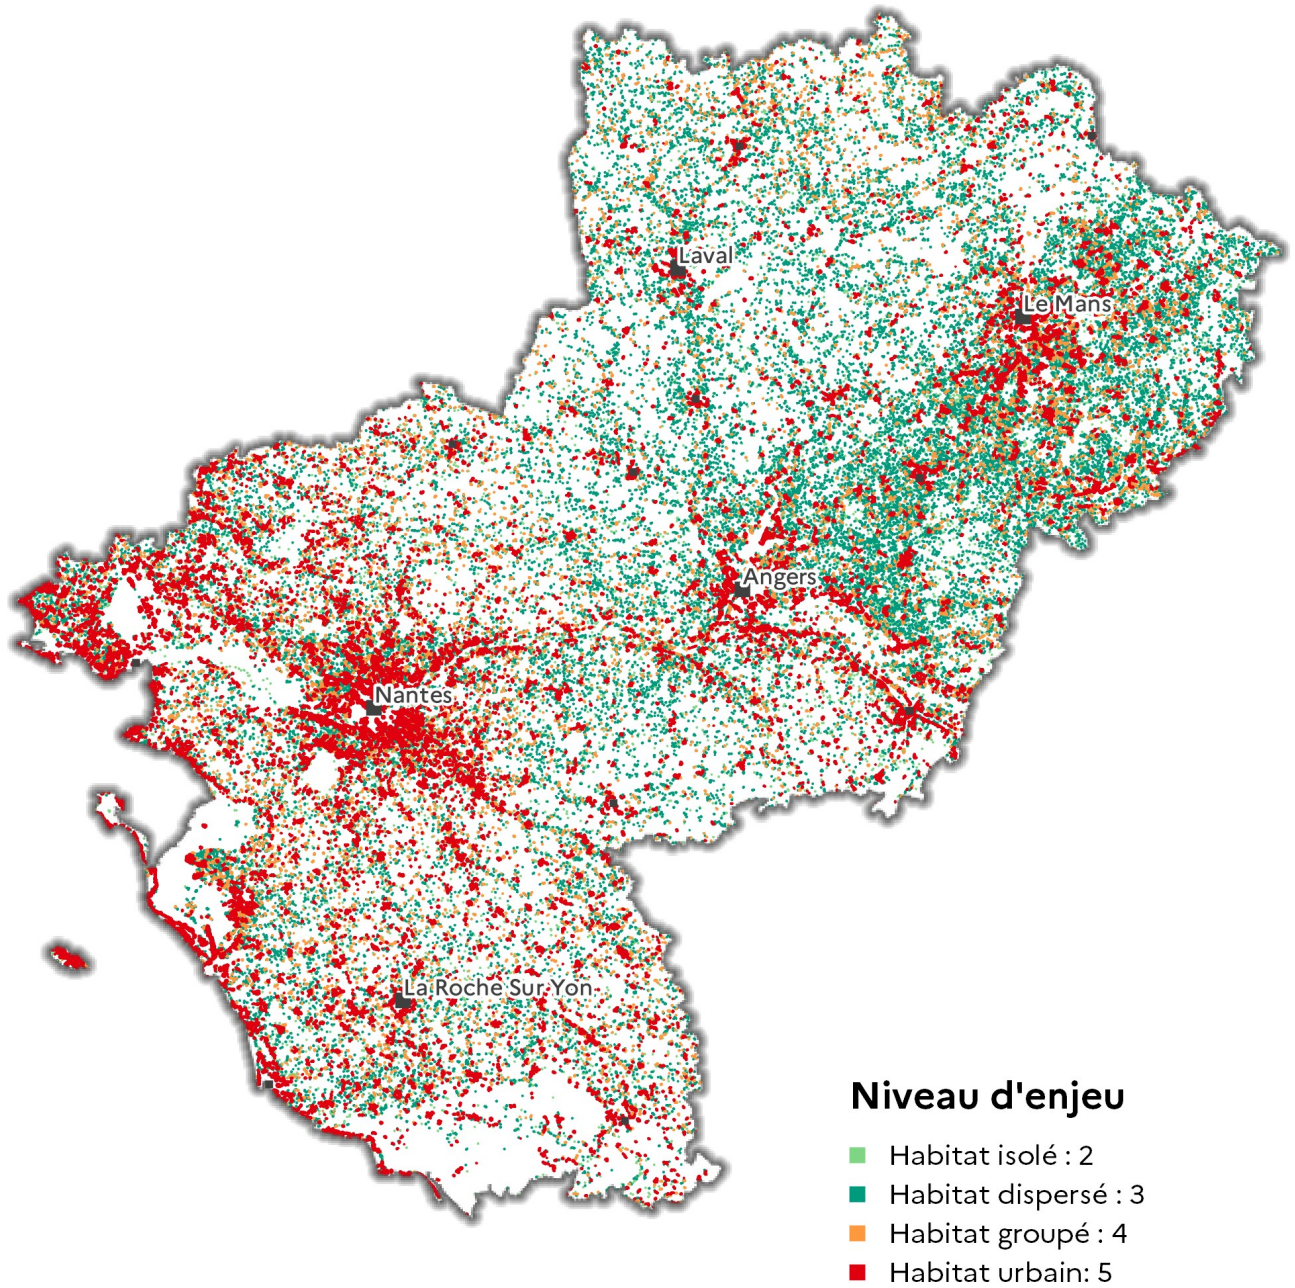 Laval
Le Mans
Angers
Nantes
La Roche Sur Yon
Niveau d'enjeu
Habitat isolé : 2
Habitat dispersé : 3
Habitat groupé : 4
Habitat urbain: 5